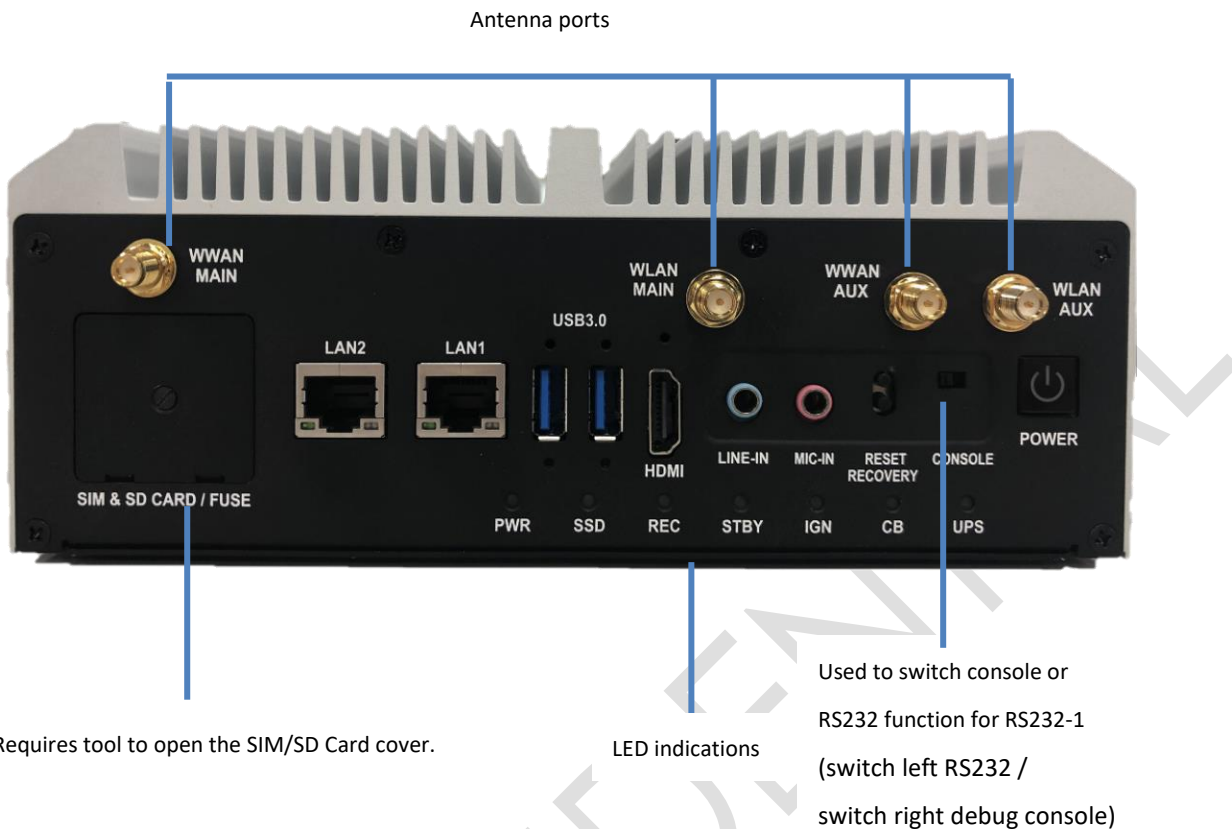 Antenna ports
WWAN
MAIN
WLAN
MAIN
WWAN
AUX
WLAN
AUX
USB3.0
LAN2
LAN1
POWER
HDMI
LINE-IN
MIC-IN
RESET
RECOVERY
CONSOLE
SIM & SD CARD / FUSE
PWR
SSD
REC
STBY
IGN
CB
UPS
Requires tool to open the SIM/SD Card cover.
LED indications
Used to switch console or
RS232 function for RS232-1
(switch left RS232 /
switch right debug console)